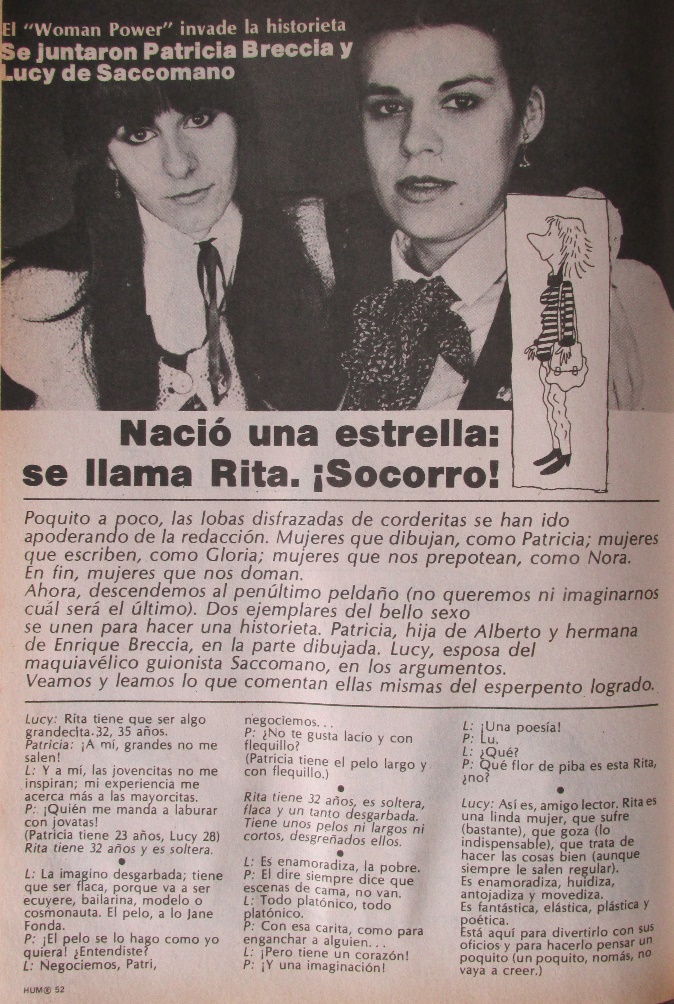 El "Woman Power" invade la historieta
Se juntaron Patricia Breccia y
Lucy de Saccomano
Nació una estrella:
se llama Rita. ¡Socorro!
Poquito a poco, las lobas disfrazadas de corderitas se han ido
apoderando de la redacción. Mujeres que dibujan, como Patricia; mujeres
que escriben, como Gloria; mujeres que nos prepotean, como Nora.
En fin, mujeres que nos doman.
Ahora, descendemos al penúltimo peldaño (no queremos ni imaginarnos
cuál será el último). Dos ejemplares del bello sexo
se unen para hacer una historieta. Patricia, hija de Alberto y hermana
de Enrique Breccia, en la parte dibujada. Lucy, esposa del
maquiavélico guionista Saccomano, en los argumentos.
Veamos y leamos lo que comentan ellas mismas del esperpento logrado.
Lucy: Rita tiene que ser algo
grandecita. 32, 35 años.
Patricia: ¡A mí, grandes no me
salen!
L: Y a mí, las jovencitas no me
inspiran; mi experiencia me
acerca más a las mayorcitas.
P: ¡Quién me manda a laburar
con jovatas!
(Patricia tiene 23 años, Lucy 28)
Rita tiene 32 años y es soltera.
●
L: La imagino desgarbada; tiene
que ser flaca, porque va a ser
ecuyere, bailarina, modelo o
cosmonauta. El pelo, a lo Jane
Fonda.
P: ¡El pelo se lo hago como yo
quiera! ¿Entendiste?
L: Negociemos, Patri,
negociemos...
P: ¿No te gusta lacio y con
flequillo?
(Patricia tiene el pelo largo y
con flequillo.)
●
Rita tiene 32 años, es soltera,
flaca y un tanto desgarbada.
Tiene unos pelos ni largos ni
cortos, desgreñados ellos.
●
L: Es enamoradiza, la pobre.
P: El dire siempre dice que
escenas de cama, no van.
L: Todo platónico, todo
platónico.
P: Con esa carita, como para
enganchar a alguien...
L: ¡Pero tiene un corazón!
P: ¡Y una imaginación!
L: ¡Una poesía!
P: Lu.
L: ¿Qué?
P: Qué flor de piba es esta Rita,
¿no?
●
Lucy: Así es, amigo lector. Rita es
una linda mujer, que sufre
(bastante), que goza (lo
indispensable), que trata de
hacer las cosas bien (aunque
siempre le salen regular).
Es enamoradiza, huidiza,
antojadiza y movediza.
Es fantástica, elástica, plástica y
poética.
Está aquí para divertirlo con sus
oficios y para hacerlo pensar un
poquito (un poquito, nomás, no
vaya a creer.)
HUM® 52